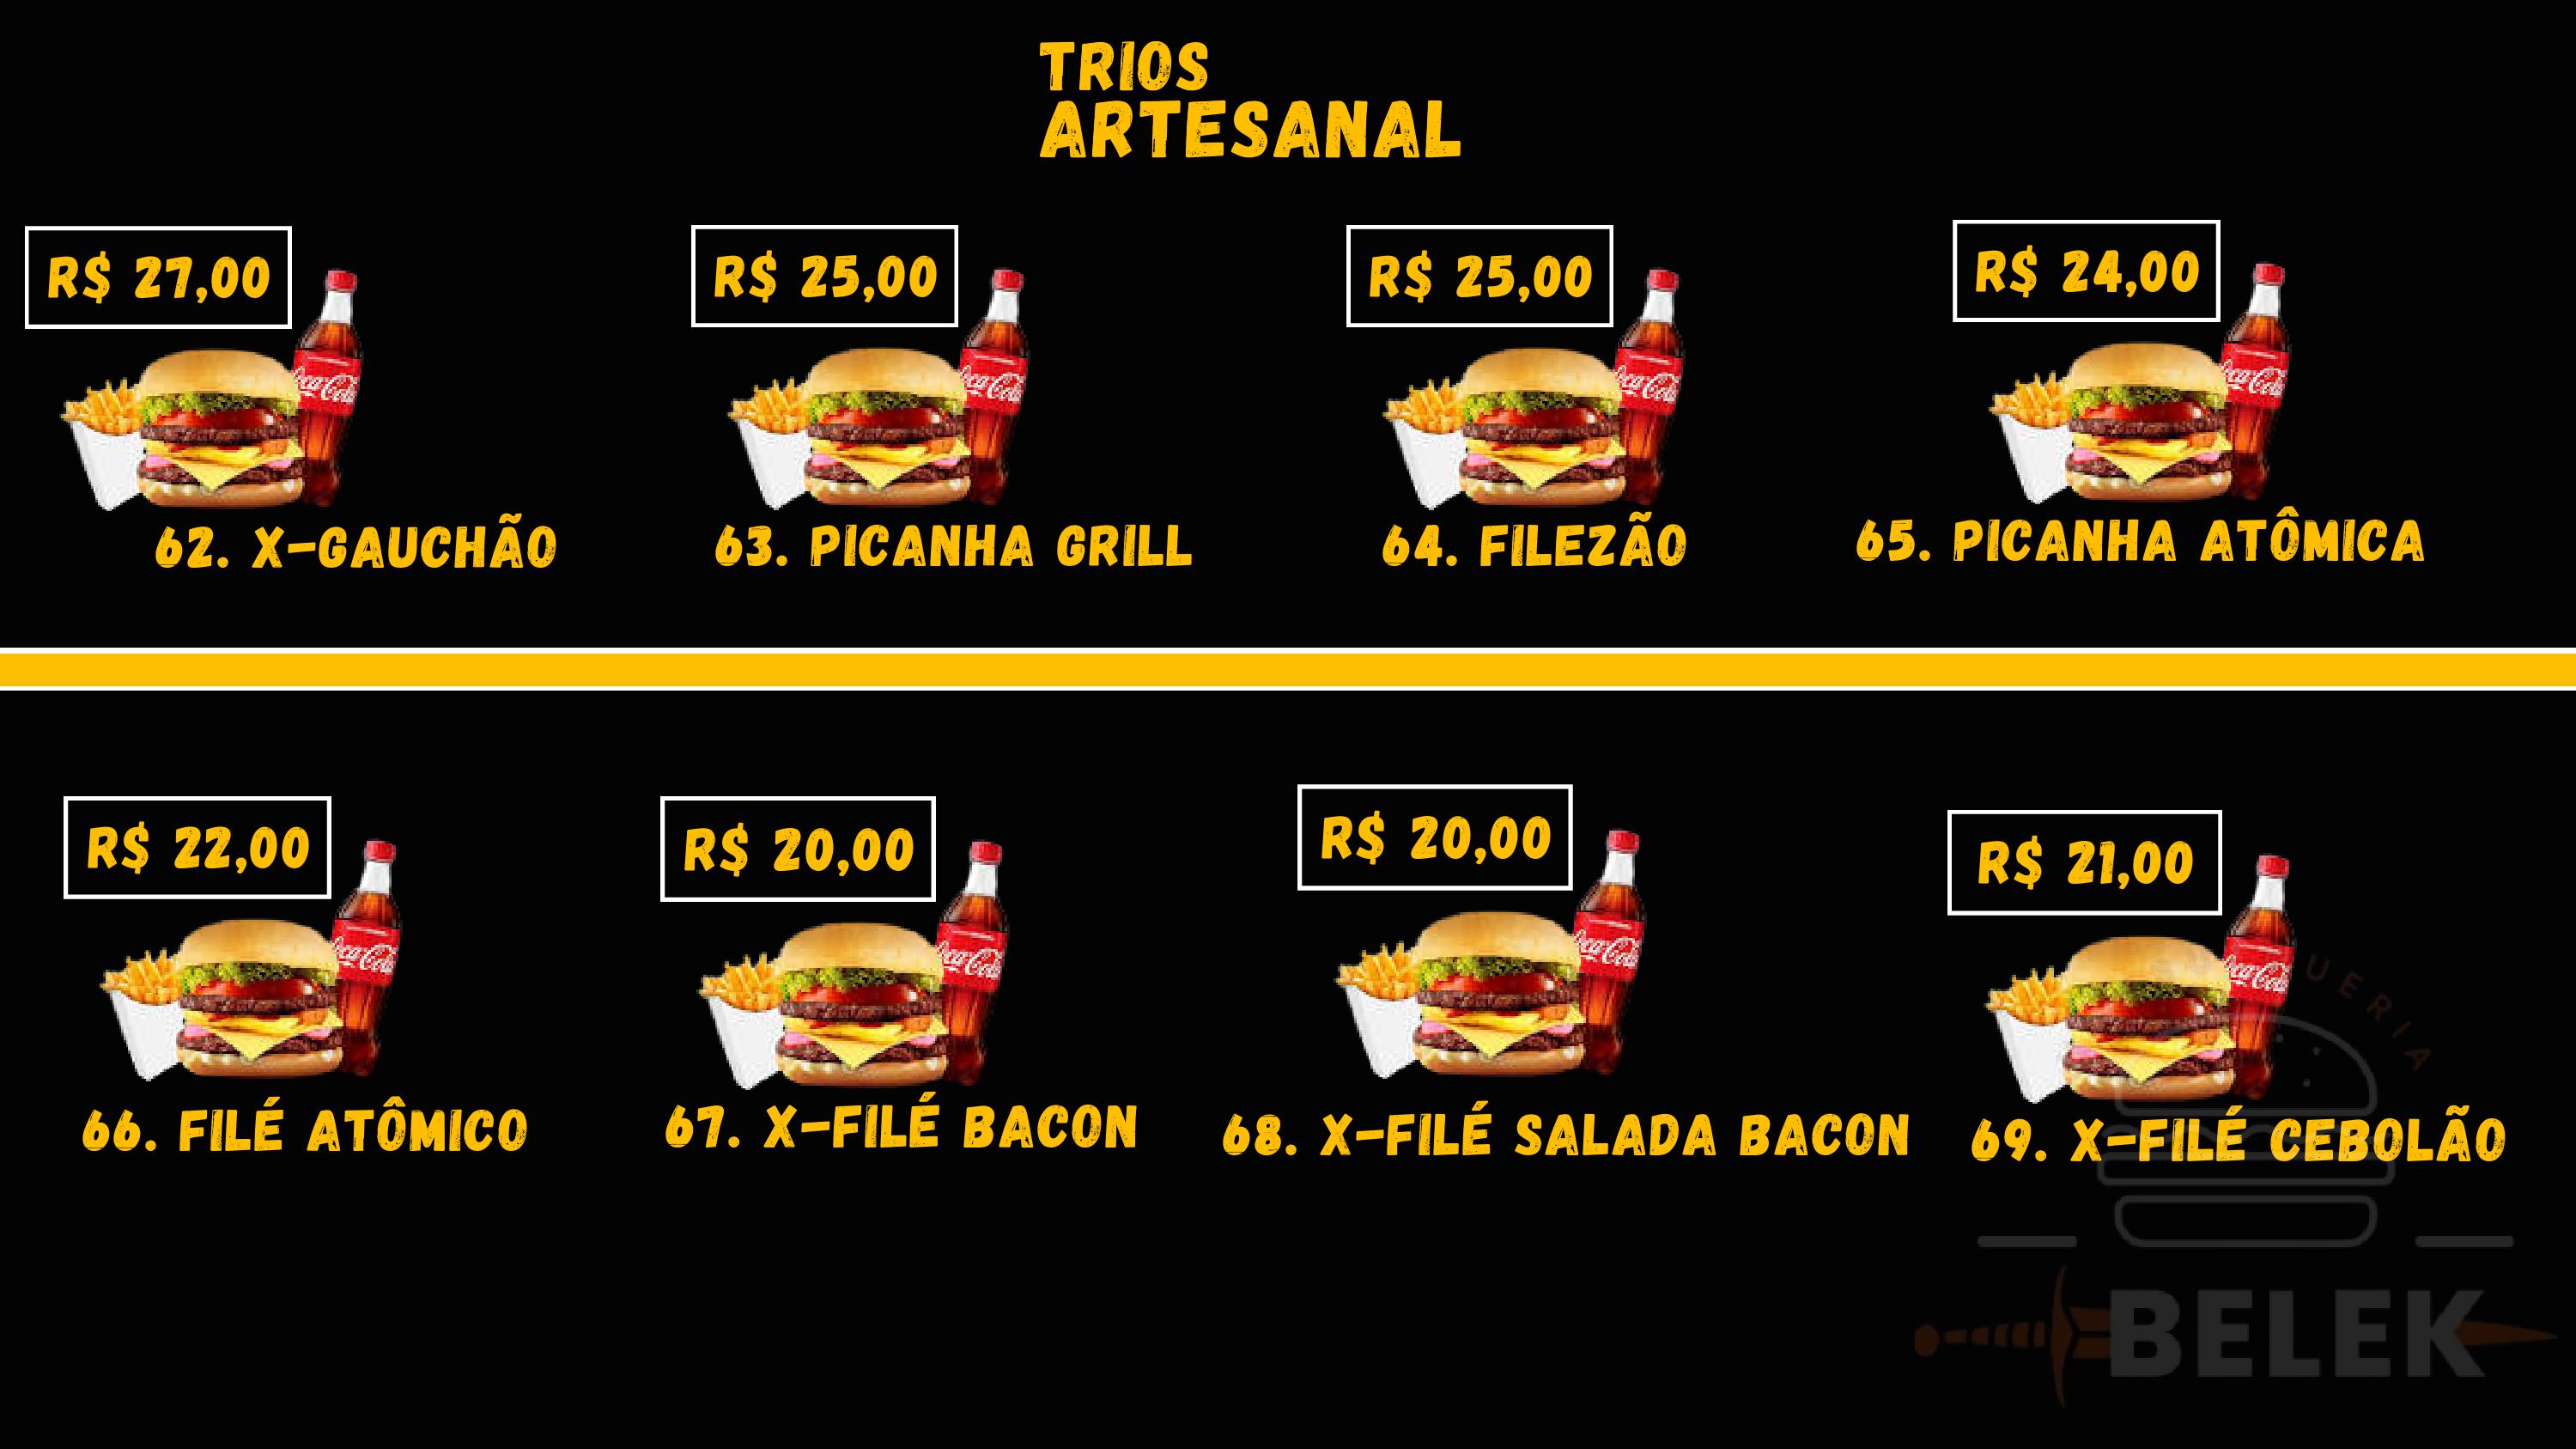 TRIOS
ARTESANAL
R$ 27,00
62. X-GAUCHÃO
R$ 25,00
63. PICANHA GRILL
R$ 25,00
64. FILEZÃO
R$ 24,00
65. PICANHA ATÔMICA
R$ 22,00
66. FILÉ ATÔMICO
R$ 20,00
67. X-FILÉ BACON
R$ 20,00
68. X-FILÉ SALADA BACON
R$ 21,00
69. X-FILÉ CEBOLÃO
BELEK